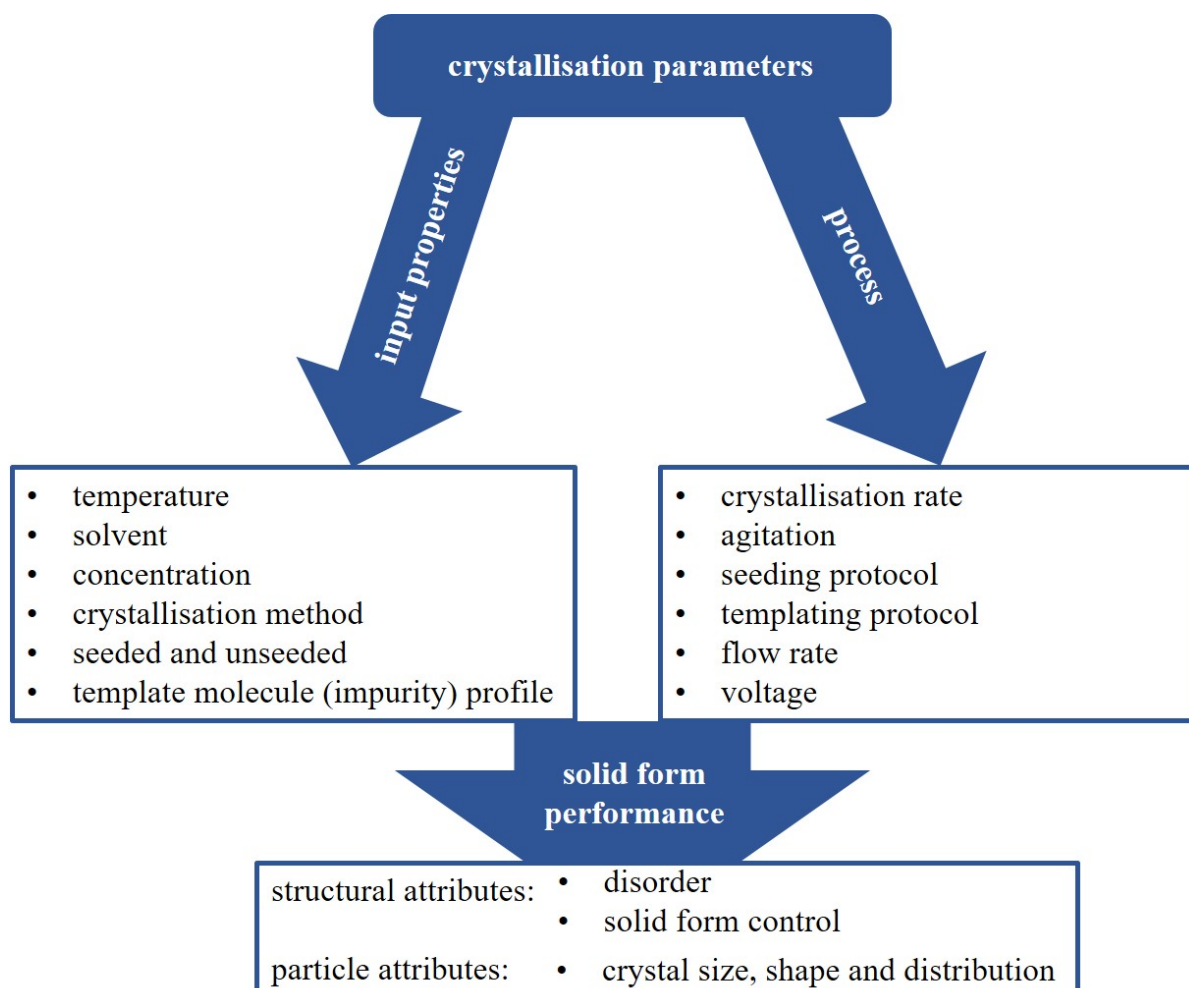 crystallisation parameters
input properties
process
• temperature
• solvent
• concentration
• crystallisation method
• seeded and unseeded
• template molecule (impurity) profile
• crystallisation rate
• agitation
• seeding protocol
• templating protocol
• flow rate
• voltage
solid form
performance
structural attributes: • disorder
• solid form control
particle attributes: • crystal size, shape and distribution